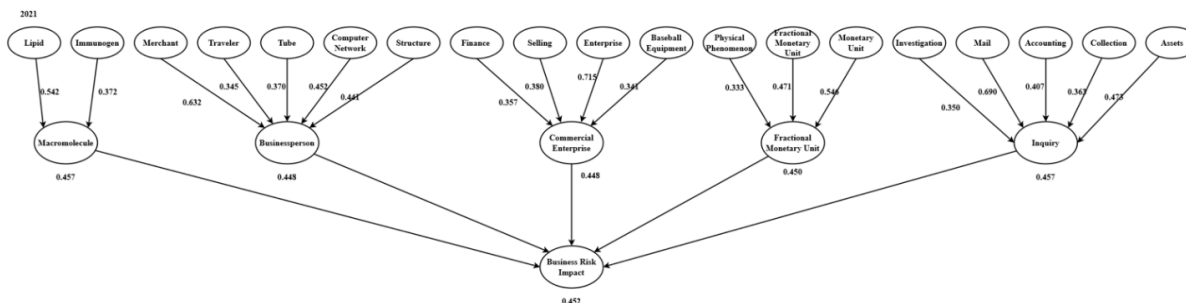 2021
Lipid
Immunogen
Merchant
Traveler
Tube
Computer
Network
Structure
Finance
Selling
Enterprise
Baseball
Equipment
Physical
Phenomenon
Fractional
Monetary
Unit
Monetary
Unit
Investigation
Mail
Accounting
Collection
Assets
0.542
0.372
0.632
0.345
0.370
0.452
0.441
0.357
0.380
0.715
0.341
0.333
0.471
0.546
0.350
0.690
0.407
0.363
0.473
Macromolecule
Businessperson
Commercial
Enterprise
Fractional
Monetary Unit
Inquiry
0.457
0.448
0.448
0.450
0.457
Business Risk
Impact
0.452